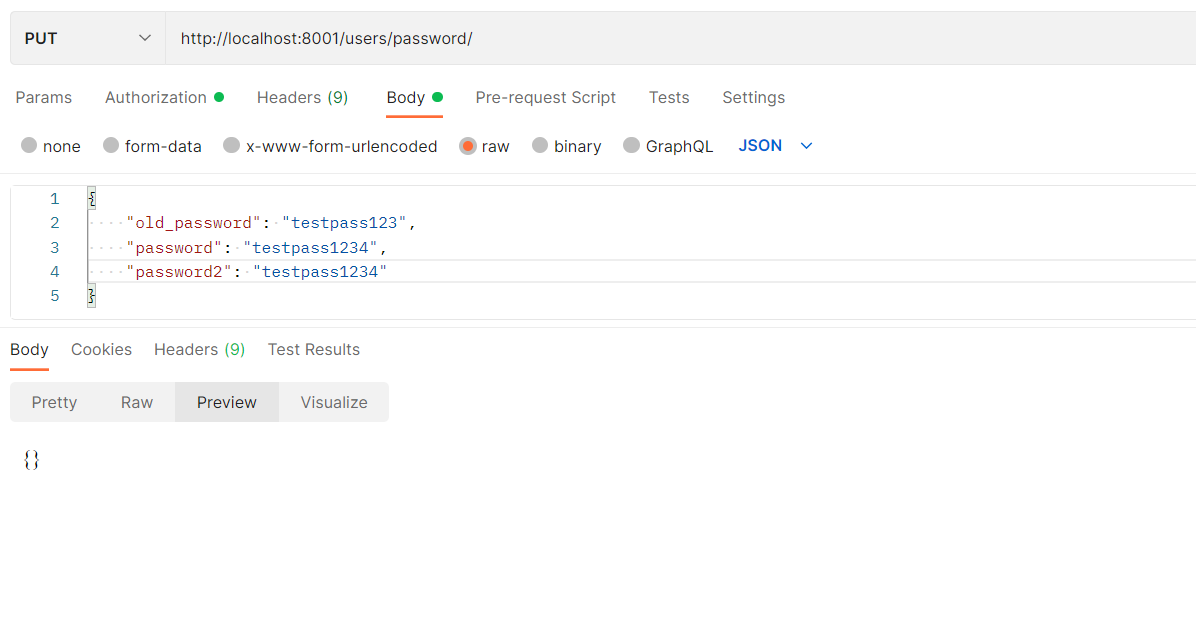 PUT http://localhost:8001/users/password/
Params Authorization Headers (9) Body Pre-request Script Tests Settings
none form-data x-www-form-urlencoded raw binary GraphQL JSON
1 {
2 "old_password": "testpass123",
3 "password": "testpass1234",
4 "password2": "testpass1234"
5 }
Body Cookies Headers (9) Test Results
Pretty Raw Preview Visualize
{}